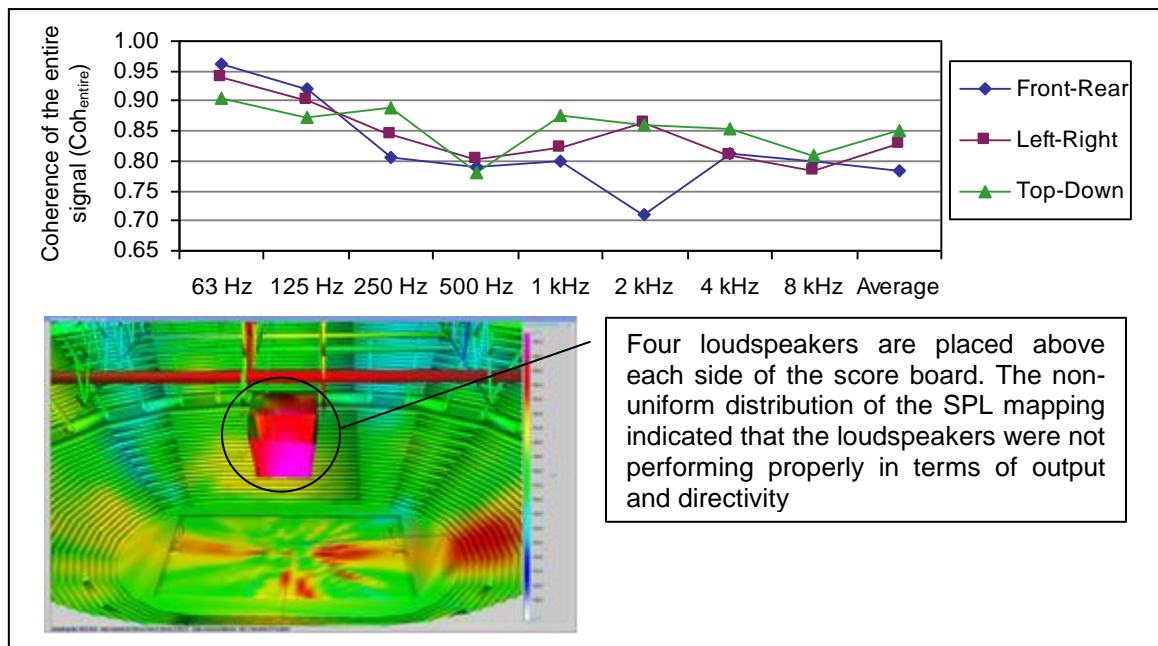 Coherence of the entire
signal (Cohentire)
1.00
0.95
0.90
0.85
0.80
0.75
0.70
0.65
63 Hz 125 Hz 250 Hz 500 Hz 1 kHz 2 kHz 4 kHz 8 kHz Average
Front-Rear
Left-Right
Top-Down
Four loudspeakers are placed above
each side of the score board. The non-
uniform distribution of the SPL mapping
indicated that the loudspeakers were not
performing properly in terms of output
and directivity